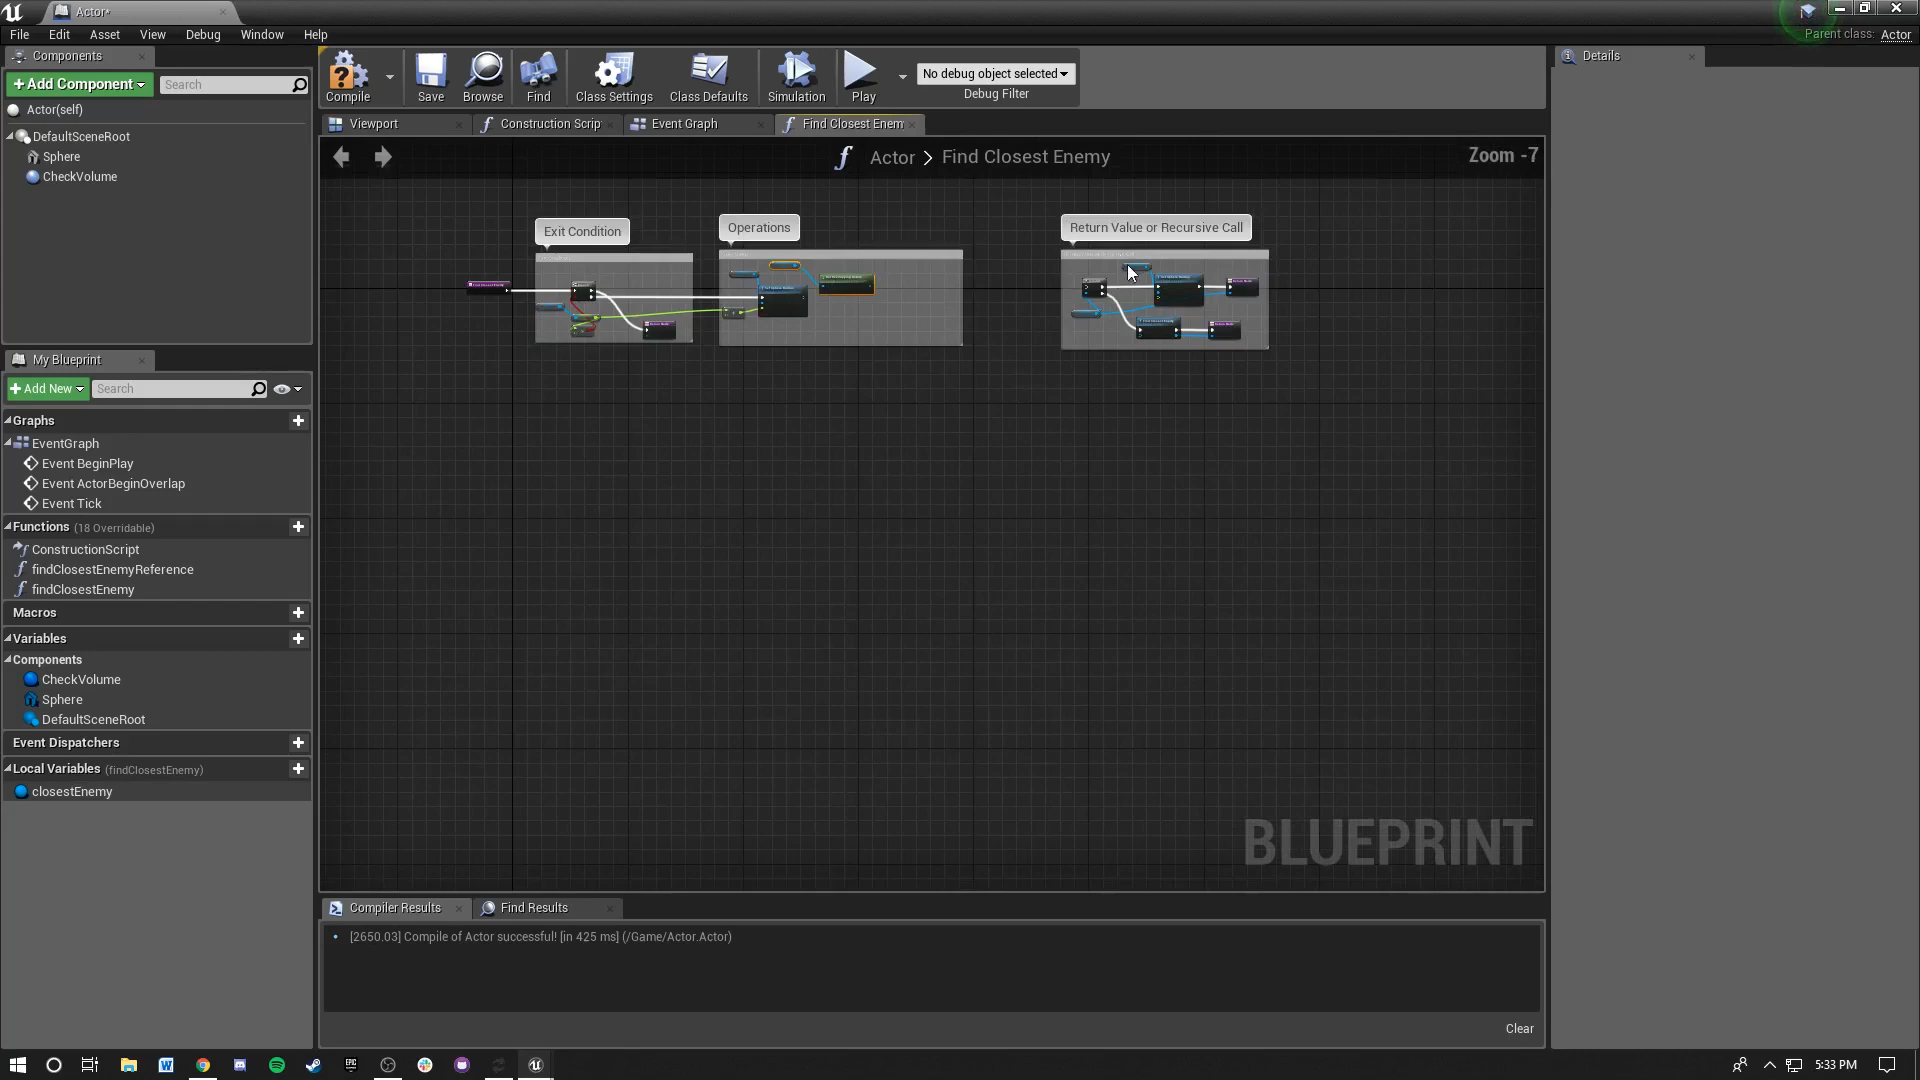 Actor*
File Edit Asset View Debug Window Help
Parent class: Actor
Components
+ Add Component
Search
Actor(self)
DefaultSceneRoot
Sphere
CheckVolume
Compile
Save
Browse
Find
Class Settings
Class Defaults
Simulation
Play
No debug object selected
Debug Filter
Details
Viewport
Construction Scrip
Event Graph
Find Closest Enem
Actor > Find Closest Enemy
Zoom -7
Exit Condition
Operations
Return Value or Recursive Call
BLUEPRINT
My Blueprint
+ Add New
Search
Graphs
EventGraph
Event BeginPlay
Event ActorBeginOverlap
Event Tick
Functions (18 Overridable)
ConstructionScript
findClosestEnemyReference
findClosestEnemy
Macros
Variables
Components
CheckVolume
Sphere
DefaultSceneRoot
Event Dispatchers
Local Variables (findClosestEnemy)
closestEnemy
Compiler Results
Find Results
[2650.03] Compile of Actor successful! [in 425 ms] (/Game/Actor.Actor)
Clear
5:33 PM